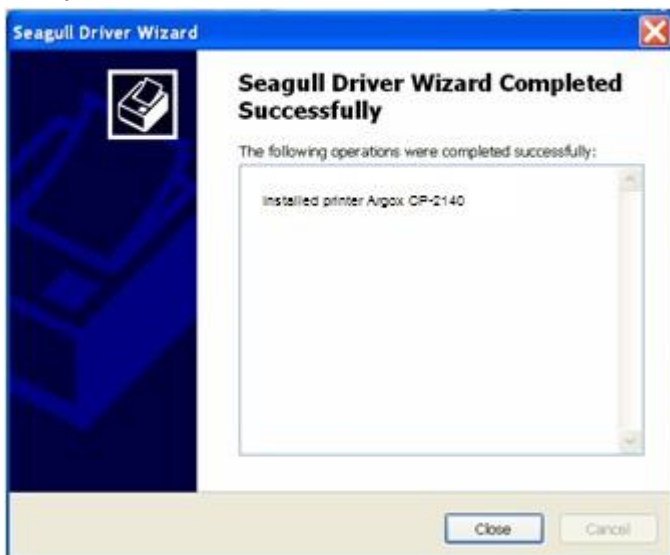 Seagull Driver Wizard
Seagull Driver Wizard Completed
Successfully
The following operations were completed successfully:
Installed printer Argox CP-2140
Close
Cancel